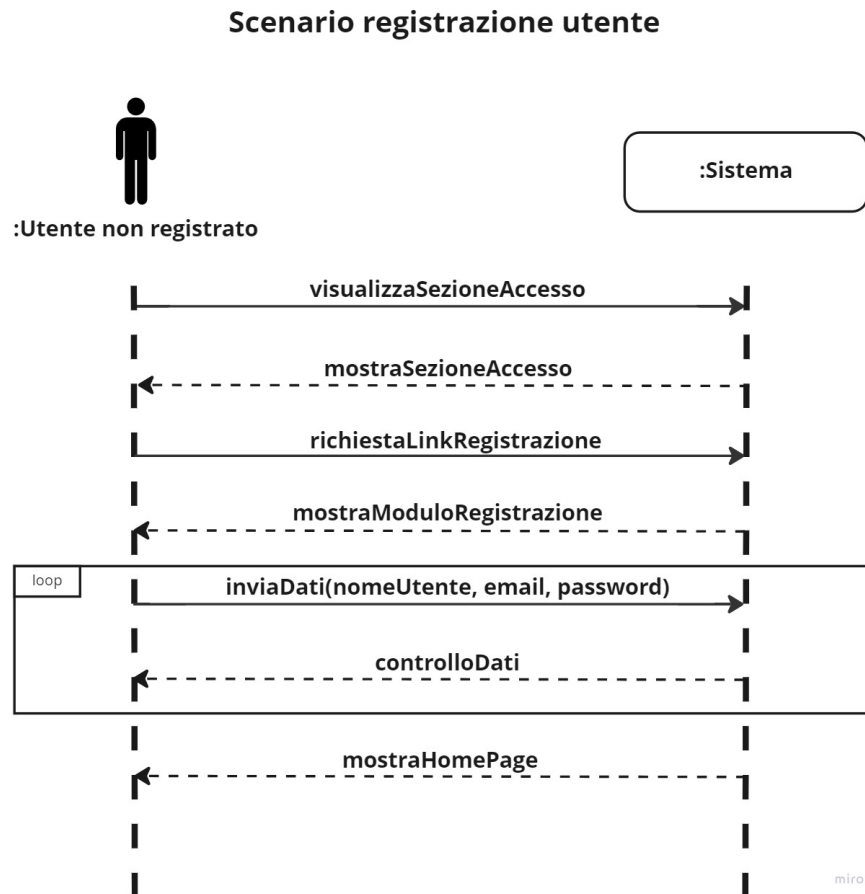 Scenario registrazione utente
:Sistema
:Utente non registrato
visualizzaSezioneAccesso
mostraSezioneAccesso
richiestaLinkRegistrazione
mostraModuloRegistrazione
loop
inviaDati(nomeUtente, email, password)
controlloDati
mostraHomePage
miro